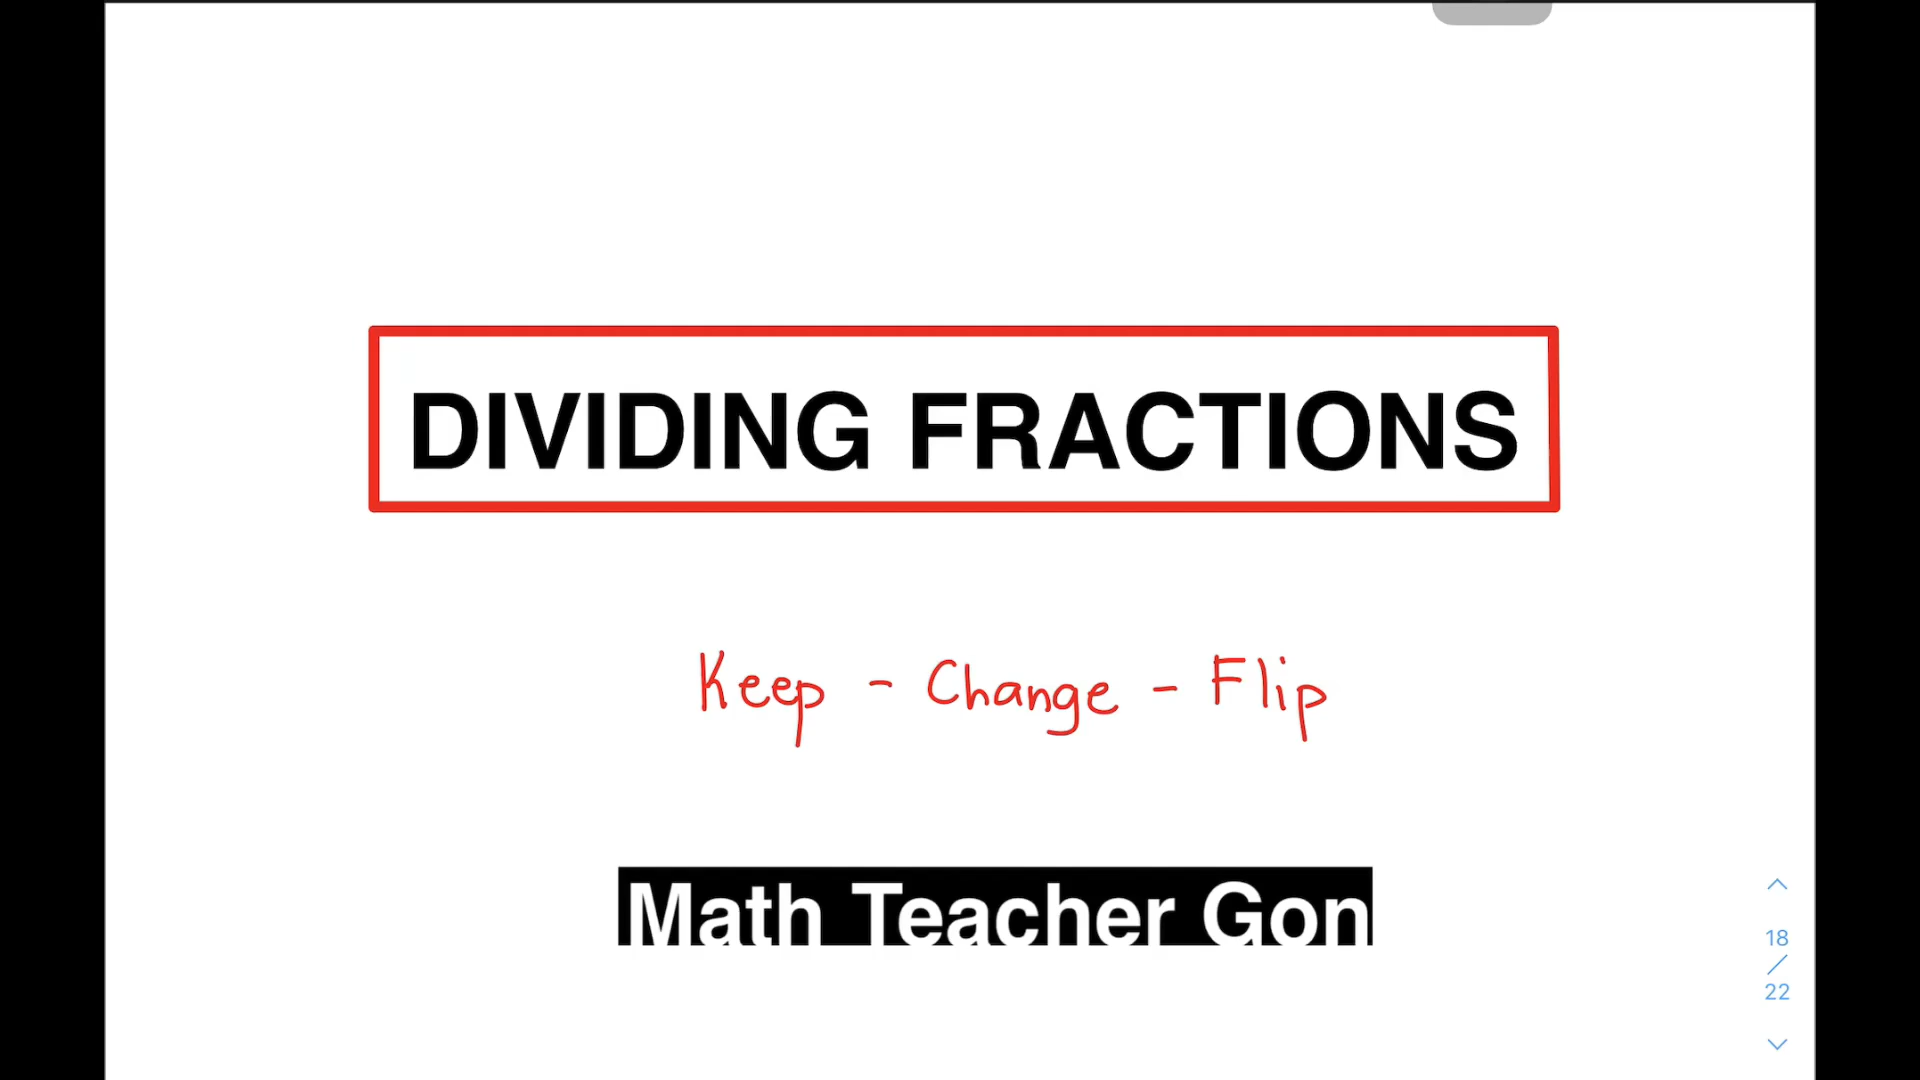 DIVIDING FRACTIONS
Keep - Change - Flip
Math Teacher Gon
18
/
22